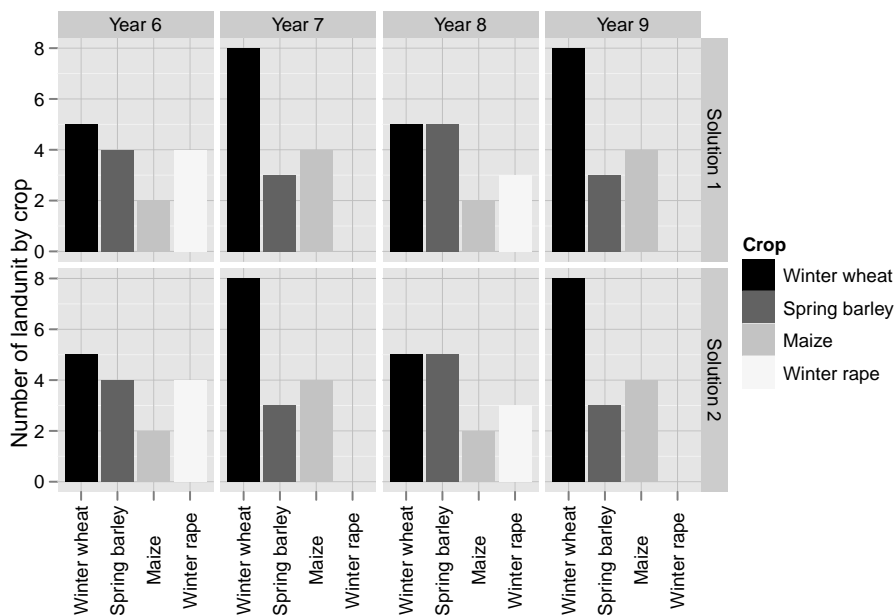 Year 6 Year 7 Year 8 Year 9
Number of landunit by crop
8
6
4
2
0
Solution 1
8
6
4
2
0
Solution 2
Winter wheat
Spring barley
Maize
Winter rape
Winter wheat
Spring barley
Maize
Winter rape
Winter wheat
Spring barley
Maize
Winter rape
Winter wheat
Spring barley
Maize
Winter rape
Crop
Winter wheat
Spring barley
Maize
Winter rape